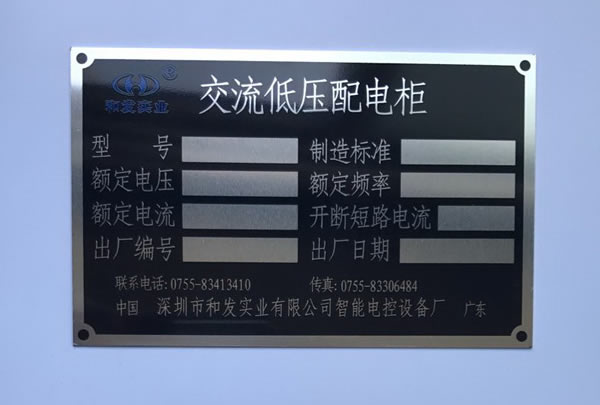 和发实业 ® 交流低压配电柜
型 号 制造标准
额定电压 额定频率
额定电流 开断短路电流
出厂编号 出厂日期
联系电话: 0755-83413410 传真: 0755-83306484
中国 深圳市和发实业有限公司智能电控设备厂 广东